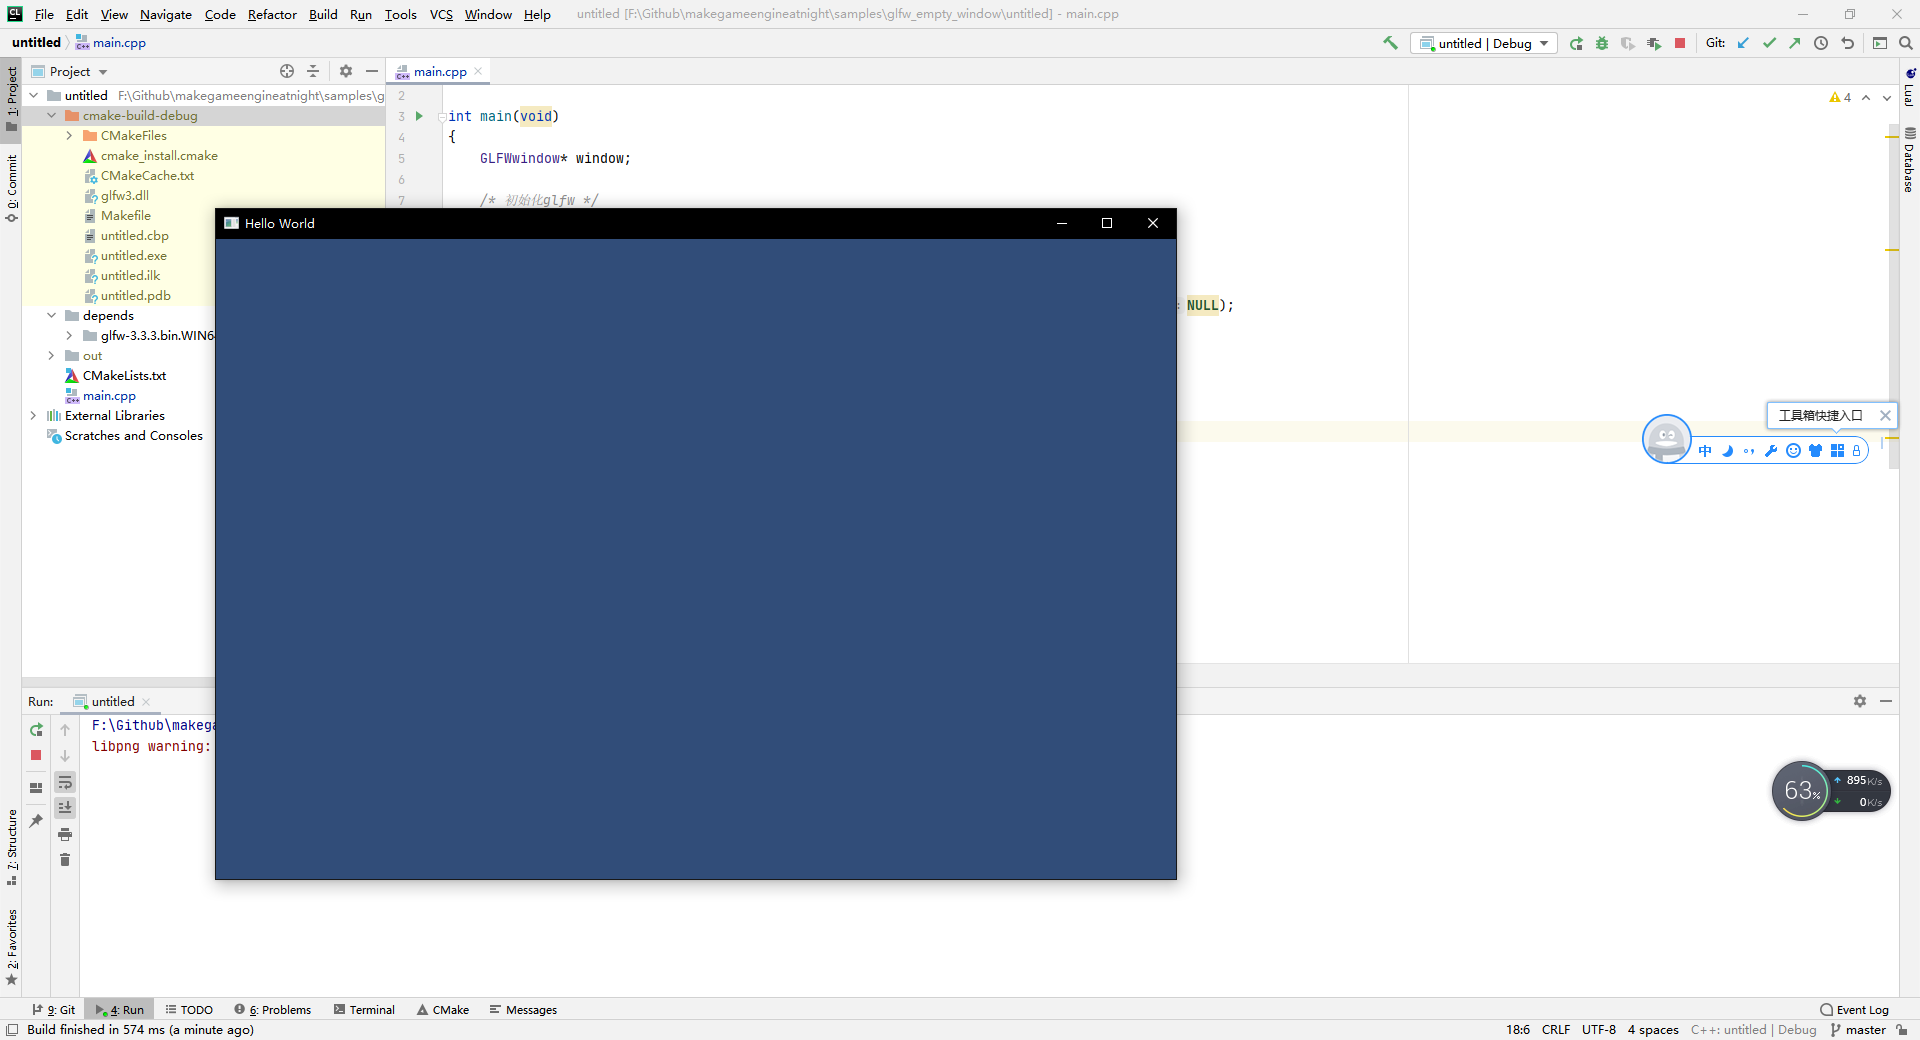 CL File Edit View Navigate Code Refactor Build Run Tools VCS Window Help untitled [F:\Github\makegameengineatnight\samples\glfw_empty_window\untitled] - main.cpp
untitled main.cpp untitled | Debug Git:
1: Project
0: Commit
7: Structure
2: Favorites
Project
untitled F:\Github\makegameengineatnight\samples\g
cmake-build-debug
CMakeFiles
cmake_install.cmake
CMakeCache.txt
glfw3.dll
Makefile
untitled.cbp
untitled.exe
untitled.ilk
untitled.pdb
depends
glfw-3.3.3.bin.WIN6
out
CMakeLists.txt
main.cpp
External Libraries
Scratches and Consoles
main.cpp
2
3 int main(void)
4 {
5 GLFWwindow* window;
6
7 /* 初始化glfw */
NULL);
4
LuaJ
Database
Hello World
工具箱快捷入口
中
63% 895K/s
0K/s
Run: untitled
F:\Github\makega
libpng warning:
9: Git 4: Run TODO 6: Problems Terminal CMake Messages Event Log
Build finished in 574 ms (a minute ago) 18:6 CRLF UTF-8 4 spaces C++: untitled | Debug master